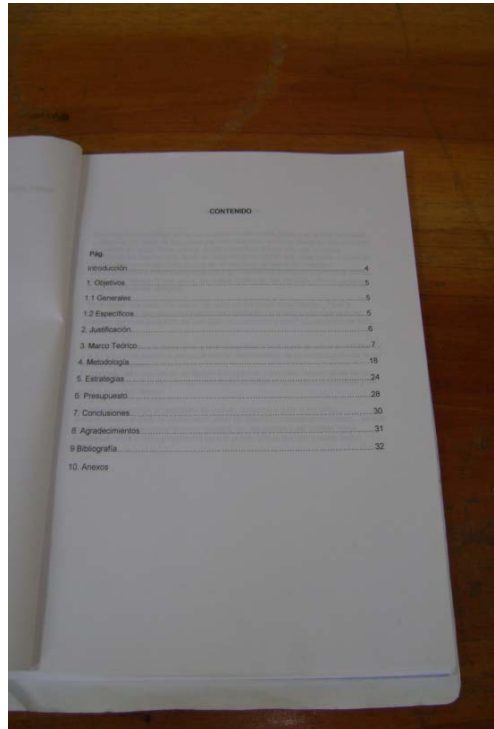 CONTENIDO
Pág.
introducción 4
1. Objetivos 5
1.1 Generales 5
1.2 Específicos 5
2. Justificación 6
3. Marco Teórico 7
4. Metodología 18
5. Estrategias 24
6. Presupuesto 28
7. Conclusiones 30
8. Agradecimientos 31
9 Bibliografía 32
10. Anexos